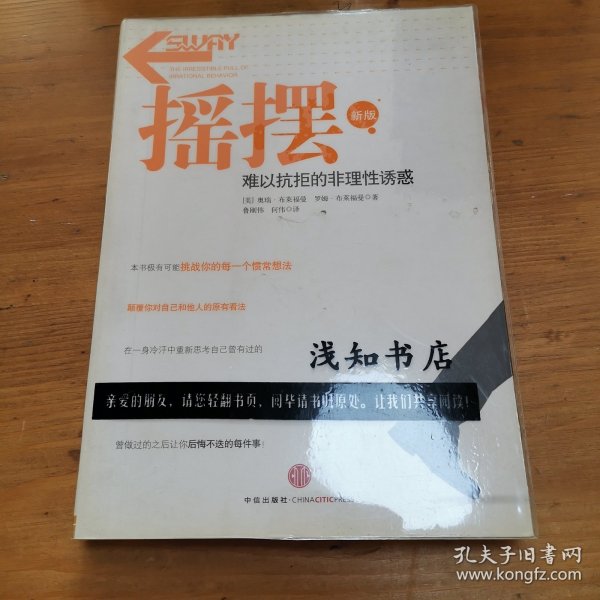 SWAY
THE IRRESISTIBLE PULL OF
IRRATIONAL BEHAVIOR
摇摆
新版
难以抗拒的非理性诱惑
[美] 奥瑞·布莱福曼 罗姆·布莱福曼◎著
鲁刚伟 何伟◎译
本书极有可能挑战你的每一个惯常想法
颠覆你对自己和他人的原有看法
在一身冷汗中重新思考自己曾有过的
浅知书店
亲爱的朋友，请您轻翻书页，阅毕请书归原处。让我们共享阅读！
曾做过的之后让你后悔不迭的每件事！
中信出版社·CHINACITICPRESS
孔夫子旧书网
www.kongfz.com